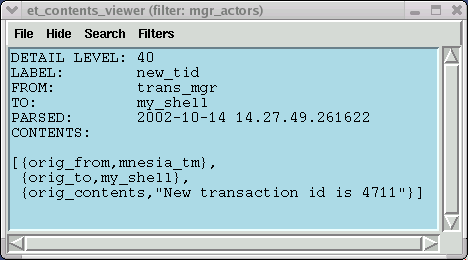 et_contents_viewer (filter: mgr_actors)
File Hide Search Filters
DETAIL LEVEL: 40
LABEL:        new_tid
FROM:         trans_mgr
TO:           my_shell
PARSED:       2002-10-14 14.27.49.261622
CONTENTS:

[{orig_from,mnesia_tm},
 {orig_to,my_shell},
 {orig_contents,"New transaction id is 4711"}]